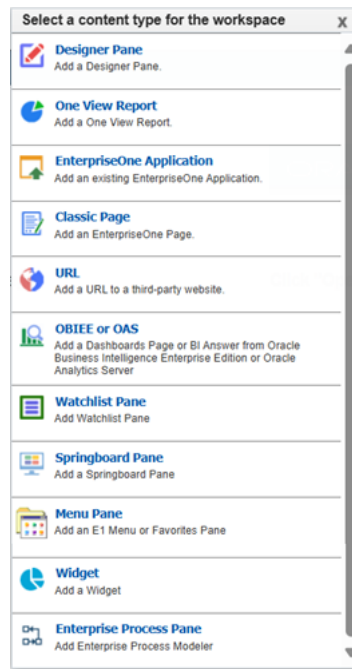 Select a content type for the workspace
x
Designer Pane
Add a Designer Pane.
One View Report
Add a One View Report.
EnterpriseOne Application
Add an existing EnterpriseOne Application.
Classic Page
Add an EnterpriseOne Page.
URL
Add a URL to a third-party website.
OBIEE or OAS
Add a Dashboards Page or BI Answer from Oracle
Business Intelligence Enterprise Edition or Oracle
Analytics Server
Watchlist Pane
Add Watchlist Pane
Springboard Pane
Add a Springboard Pane
Menu Pane
Add an E1 Menu or Favorites Pane
Widget
Add a Widget
Enterprise Process Pane
Add Enterprise Process Modeler